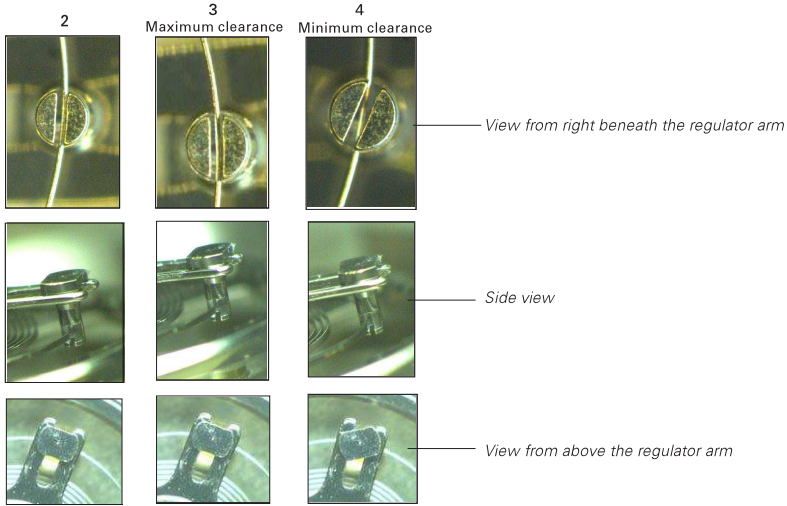 2
3
Maximum clearance
4
Minimum clearance
View from right beneath the regulator arm
Side view
View from above the regulator arm